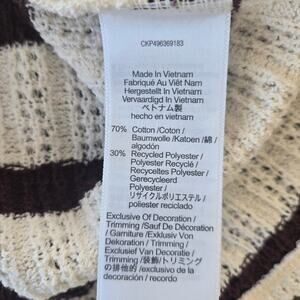 CKP496369183
Made In Vietnam
Fabriqué Au Viêt Nam
Hergestellt In Vietnam
Vervaardigd In Vietnam
ベトナム製
hecho en vietnam
70% Cotton /Coton /
Baumwolle /Katoen /綿 /
algodón
30% Recycled Polyester /
Polyester Recyclé /
Recyceltes Polyester /
Gerecycleerd
Polyester /
リサイクルポリエステル /
poliester reciclado
Exclusive Of Decoration /
Trimming /Sauf De Décoration
/ Garniture /Exklusiv Von
Dekoration / Trimming /
Exclusief Van Decoratie /
Trimming /装飾/トリミング
の排他的 /exclusivo de la
decoración / recordo